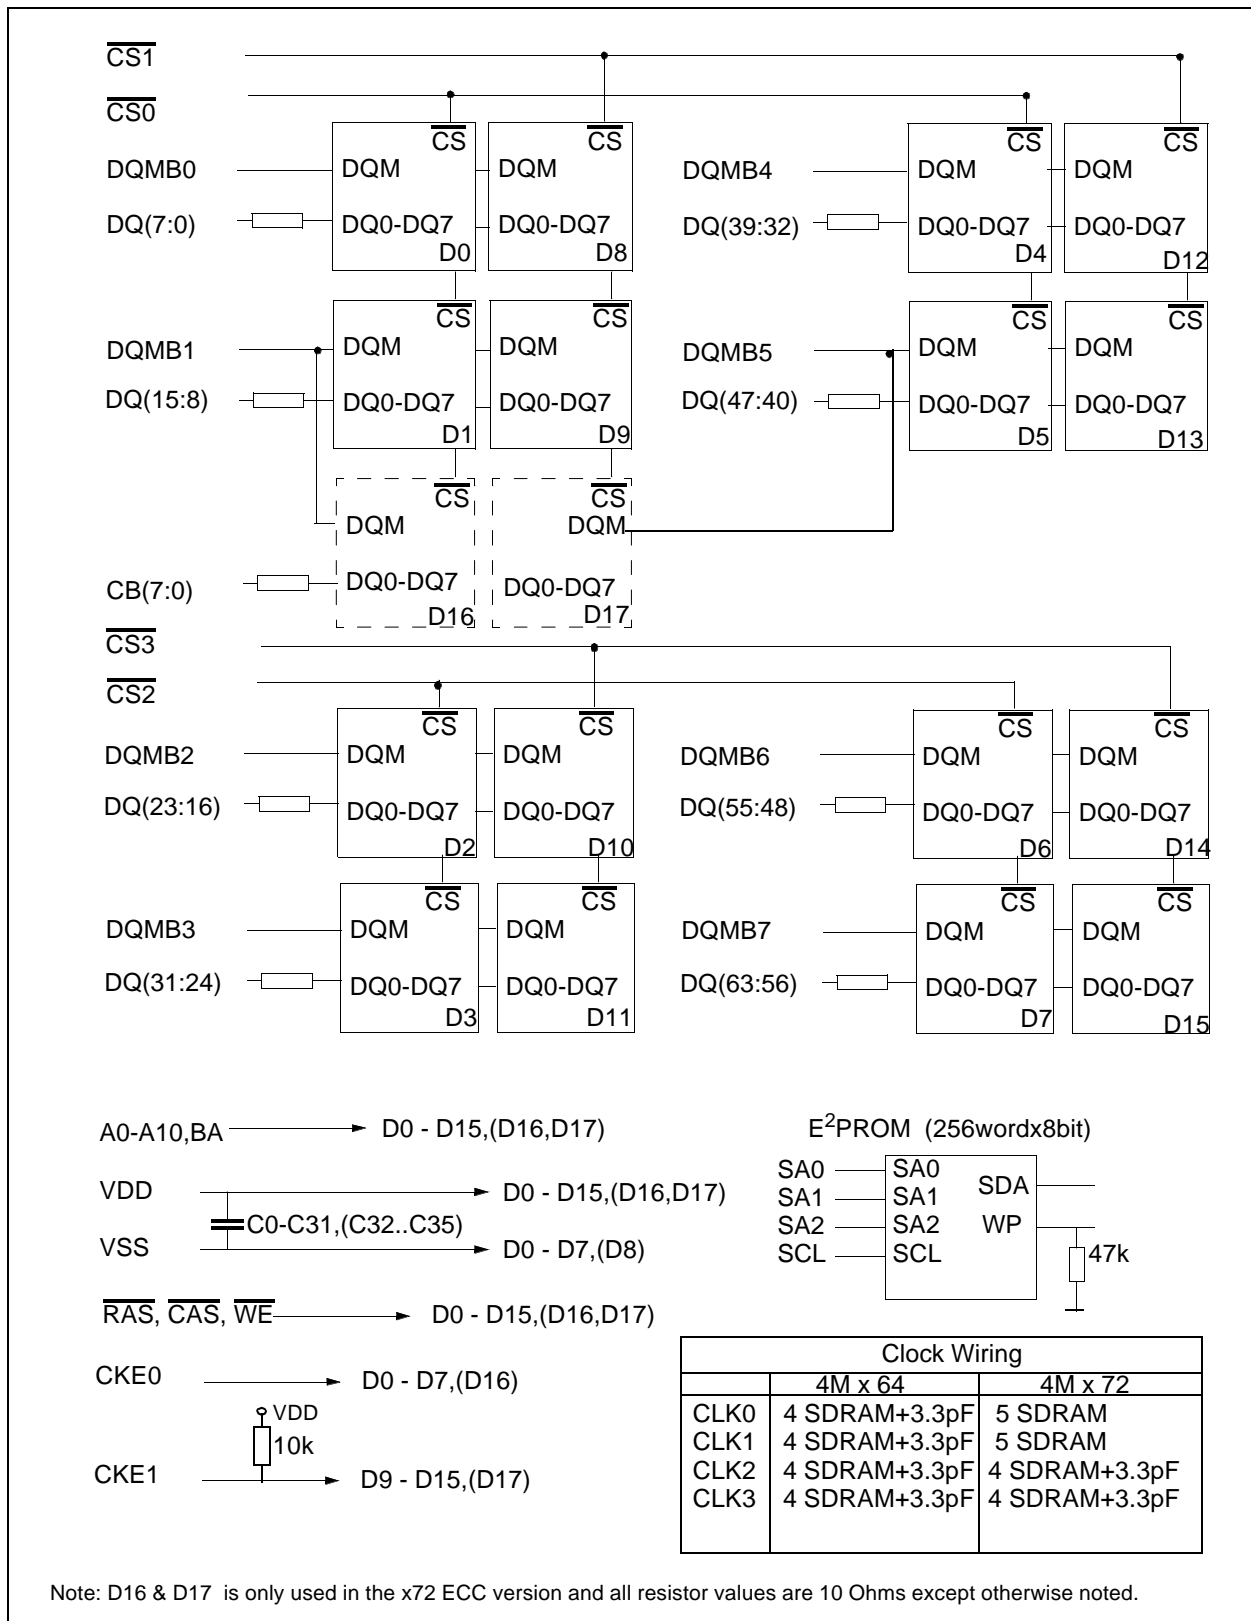 CS1
CS0
CS CS CS CS
DQMB0 DQM DQM DQMB4 DQM DQM
DQ(7:0) DQ0-DQ7 DQ0-DQ7 DQ(39:32) DQ0-DQ7 DQ0-DQ7
D0 D8 D4 D12
CS CS CS CS
DQMB1 DQM DQM DQMB5 DQM DQM
DQ(15:8) DQ0-DQ7 DQ0-DQ7 DQ(47:40) DQ0-DQ7 DQ0-DQ7
D1 D9 D5 D13
CS CS
DQM DQM
CB(7:0) DQ0-DQ7 DQ0-DQ7
D16 D17
CS3
CS2
CS CS CS CS
DQMB2 DQM DQM DQMB6 DQM DQM
DQ(23:16) DQ0-DQ7 DQ0-DQ7 DQ(55:48) DQ0-DQ7 DQ0-DQ7
D2 D10 D6 D14
CS CS CS CS
DQMB3 DQM DQM DQMB7 DQM DQM
DQ(31:24) DQ0-DQ7 DQ0-DQ7 DQ(63:56) DQ0-DQ7 DQ0-DQ7
D3 D11 D7 D15
A0-A10,BA D0 - D15,(D16,D17)
VDD D0 - D15,(D16,D17)
C0-C31,(C32..C35)
VSS D0 - D7,(D8)
RAS, CAS, WE D0 - D15,(D16,D17)
CKE0 D0 - D7,(D16)
VDD
10k
CKE1 D9 - D15,(D17)
E2PROM (256wordx8bit)
SA0 SA0
SA1 SA1 SDA
SA2 SA2 WP
SCL SCL 47k
Clock Wiring
4M x 64 4M x 72
CLK0 4 SDRAM+3.3pF 5 SDRAM
CLK1 4 SDRAM+3.3pF 5 SDRAM
CLK2 4 SDRAM+3.3pF 4 SDRAM+3.3pF
CLK3 4 SDRAM+3.3pF 4 SDRAM+3.3pF
Note: D16 & D17 is only used in the x72 ECC version and all resistor values are 10 Ohms except otherwise noted.